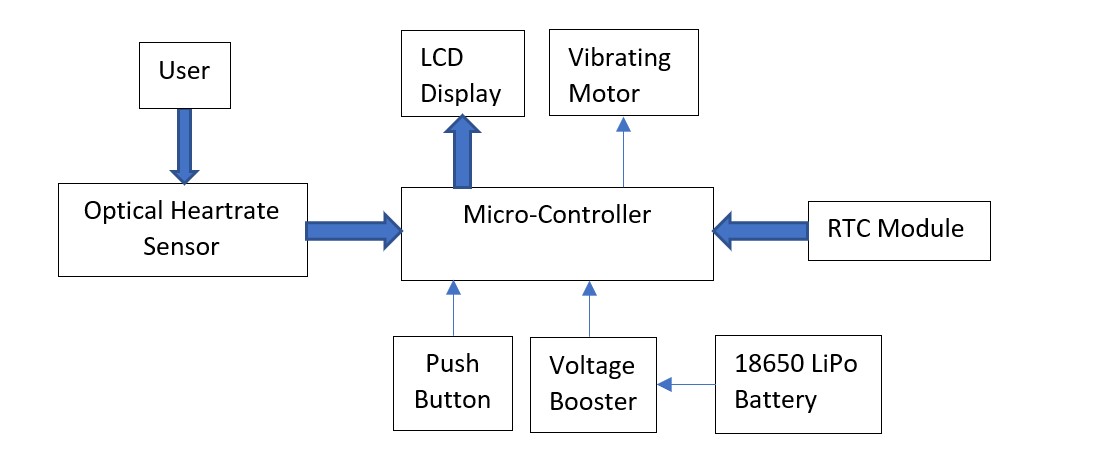 User
LCD
Display
Vibrating
Motor
Optical Heartrate
Sensor
Micro-Controller
RTC Module
Push
Button
Voltage
Booster
18650 LiPo
Battery